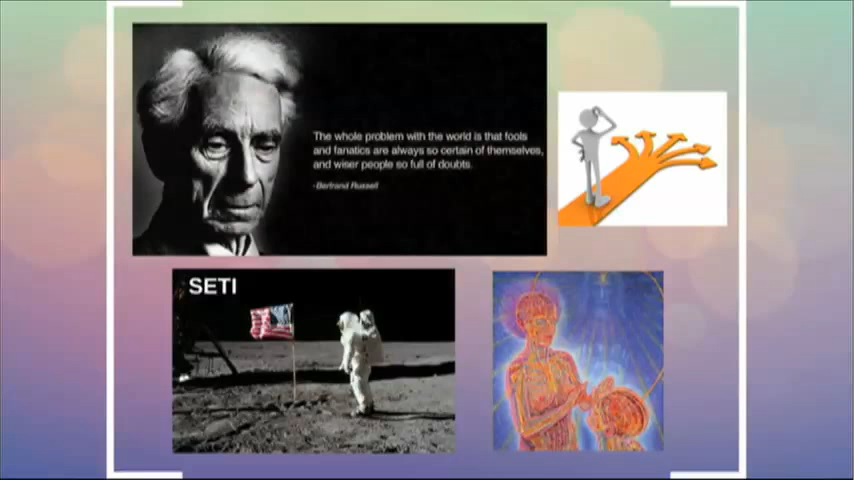 The whole problem with the world is that fools
and fanatics are always so certain of themselves,
and wiser people so full of doubts.
-Bertrand Russell
SETI